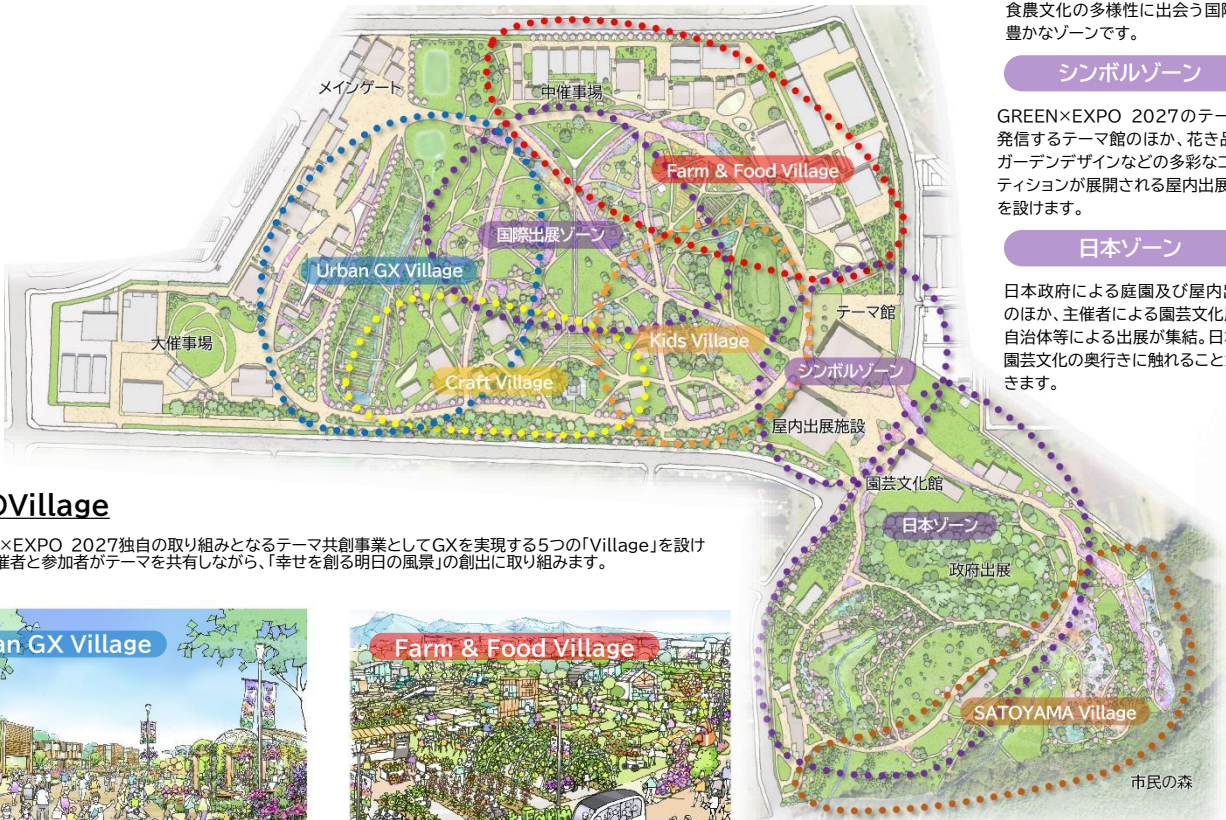 食農文化の多様性に出会う国際
豊かなゾーンです。
シンボルゾーン
GREEN×EXPO 2027のテー
発信するテーマ館のほか、花き品
ガーデンデザインなどの多彩なコ
ティションが展開される屋内出展
を設けます。
日本ゾーン
日本政府による庭園及び屋内出
のほか、主催者による園芸文化
自治体等による出展が集結。日本
園芸文化の奥行きに触れること
きます。
メインゲート
中催事場
Farm & Food Village
国際出展ゾーン
Urban GX Village
テーマ館
大催事場
Kids Village
シンボルゾーン
Craft Village
屋内出展施設
園芸文化館
日本ゾーン
政府出展
SATOYAMA Village
市民の森
Village
×EXPO 2027独自の取り組みとなるテーマ共創事業としてGXを実現する5つの「Village」を設け
催者と参加者がテーマを共有しながら、「幸せを創る明日の風景」の創出に取り組みます。
an GX Village
Farm & Food Village